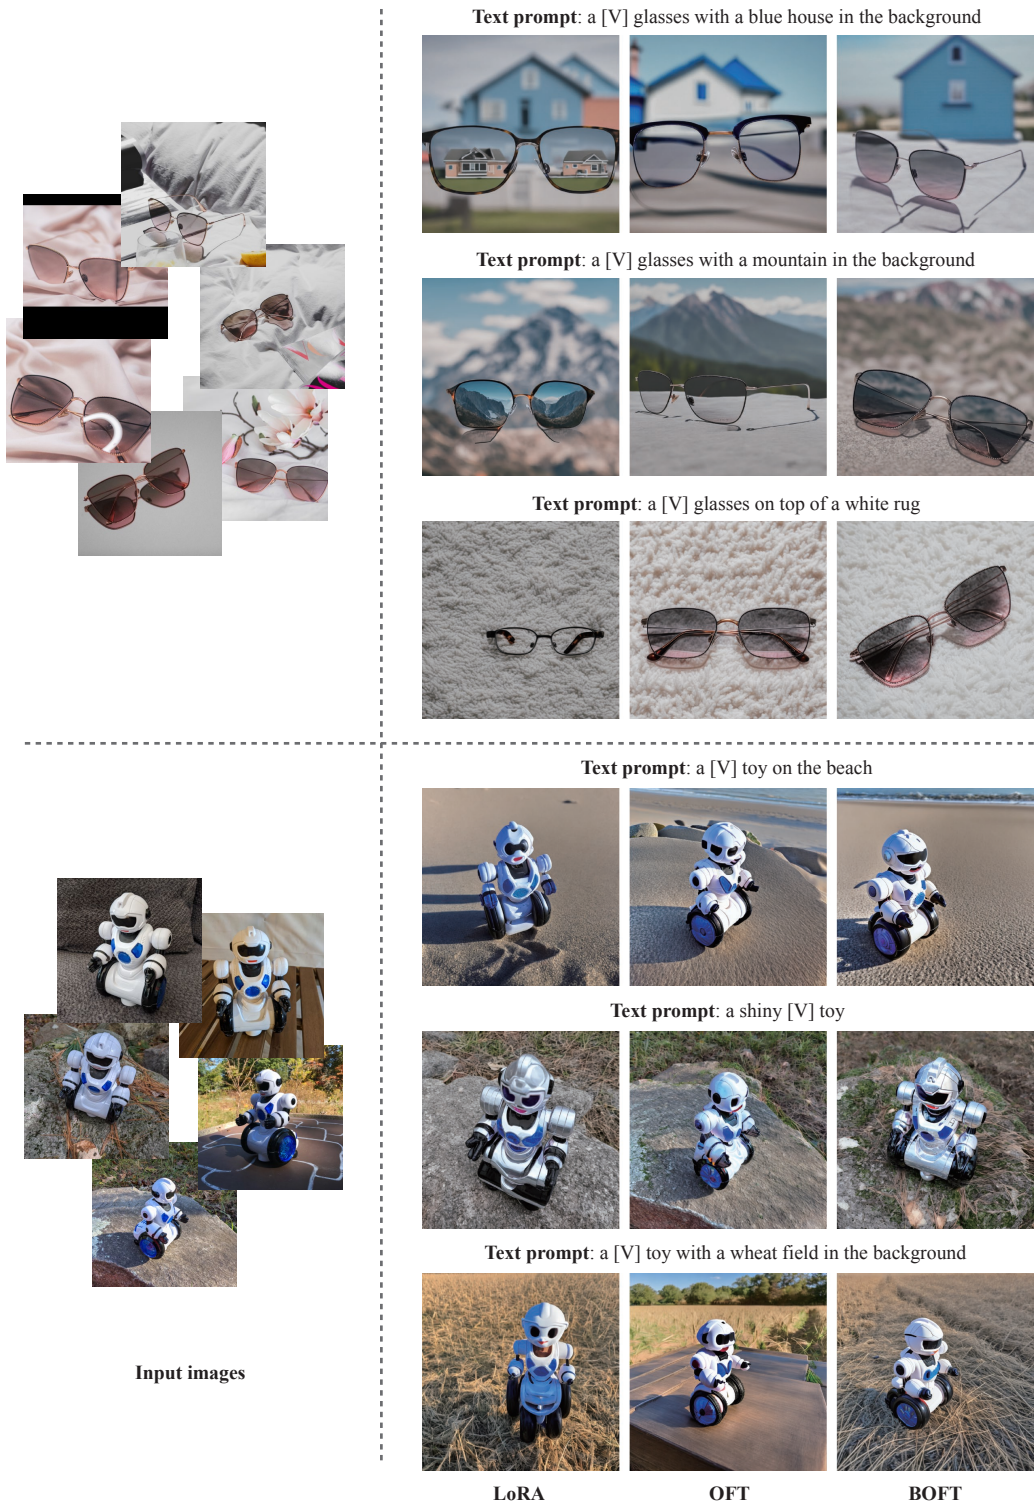 Text prompt: a [V] glasses with a blue house in the background
Text prompt: a [V] glasses with a mountain in the background
Text prompt: a [V] glasses on top of a white rug
Text prompt: a [V] toy on the beach
Text prompt: a shiny [V] toy
Text prompt: a [V] toy with a wheat field in the background
Input images
LoRA
OFT
BOFT